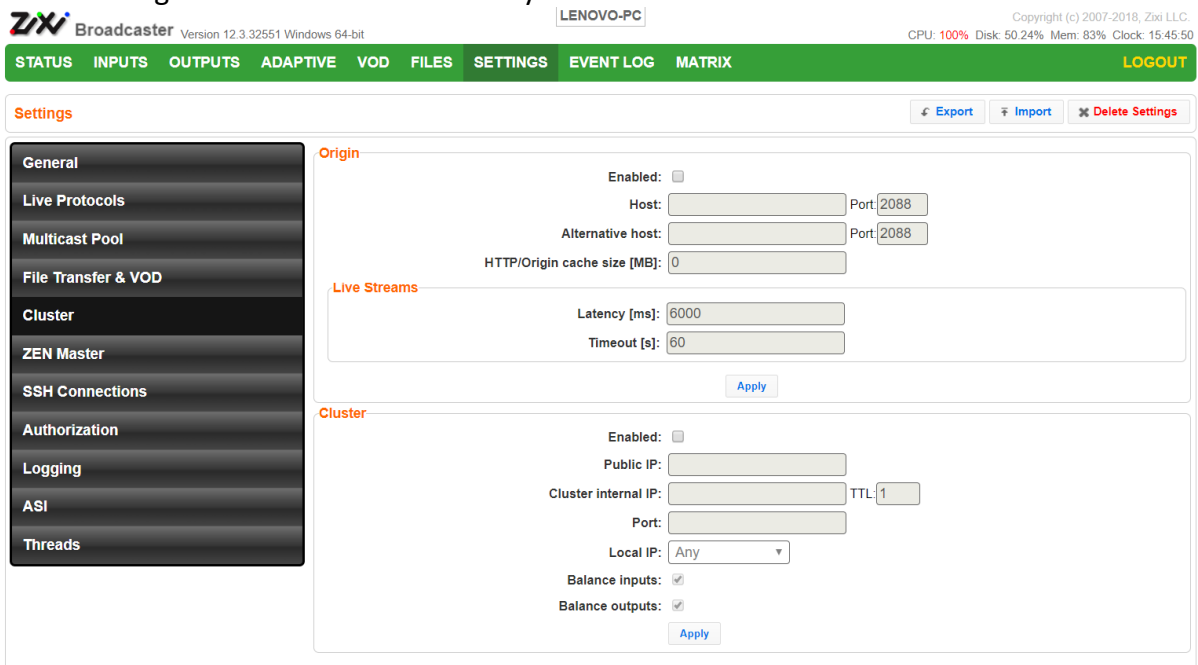 LENOVO-PC
Copyright (c) 2007-2018, Zixi LLC.
ZiXi Broadcaster Version 12.3.32551 Windows 64-bit
CPU: 100% Disk: 50.24% Mem: 83% Clock: 15:45:50
STATUS INPUTS OUTPUTS ADAPTIVE VOD FILES SETTINGS EVENT LOG MATRIX LOGOUT
Settings
Export Import Delete Settings
General
Live Protocols
Multicast Pool
File Transfer & VOD
Cluster
ZEN Master
SSH Connections
Authorization
Logging
ASI
Threads
Origin
Enabled:
Host: Port: 2088
Alternative host: Port: 2088
HTTP/Origin cache size [MB]: 0
Live Streams
Latency [ms]: 6000
Timeout [s]: 60
Apply
Cluster
Enabled:
Public IP:
Cluster internal IP: TTL: 1
Port:
Local IP: Any
Balance inputs:
Balance outputs:
Apply